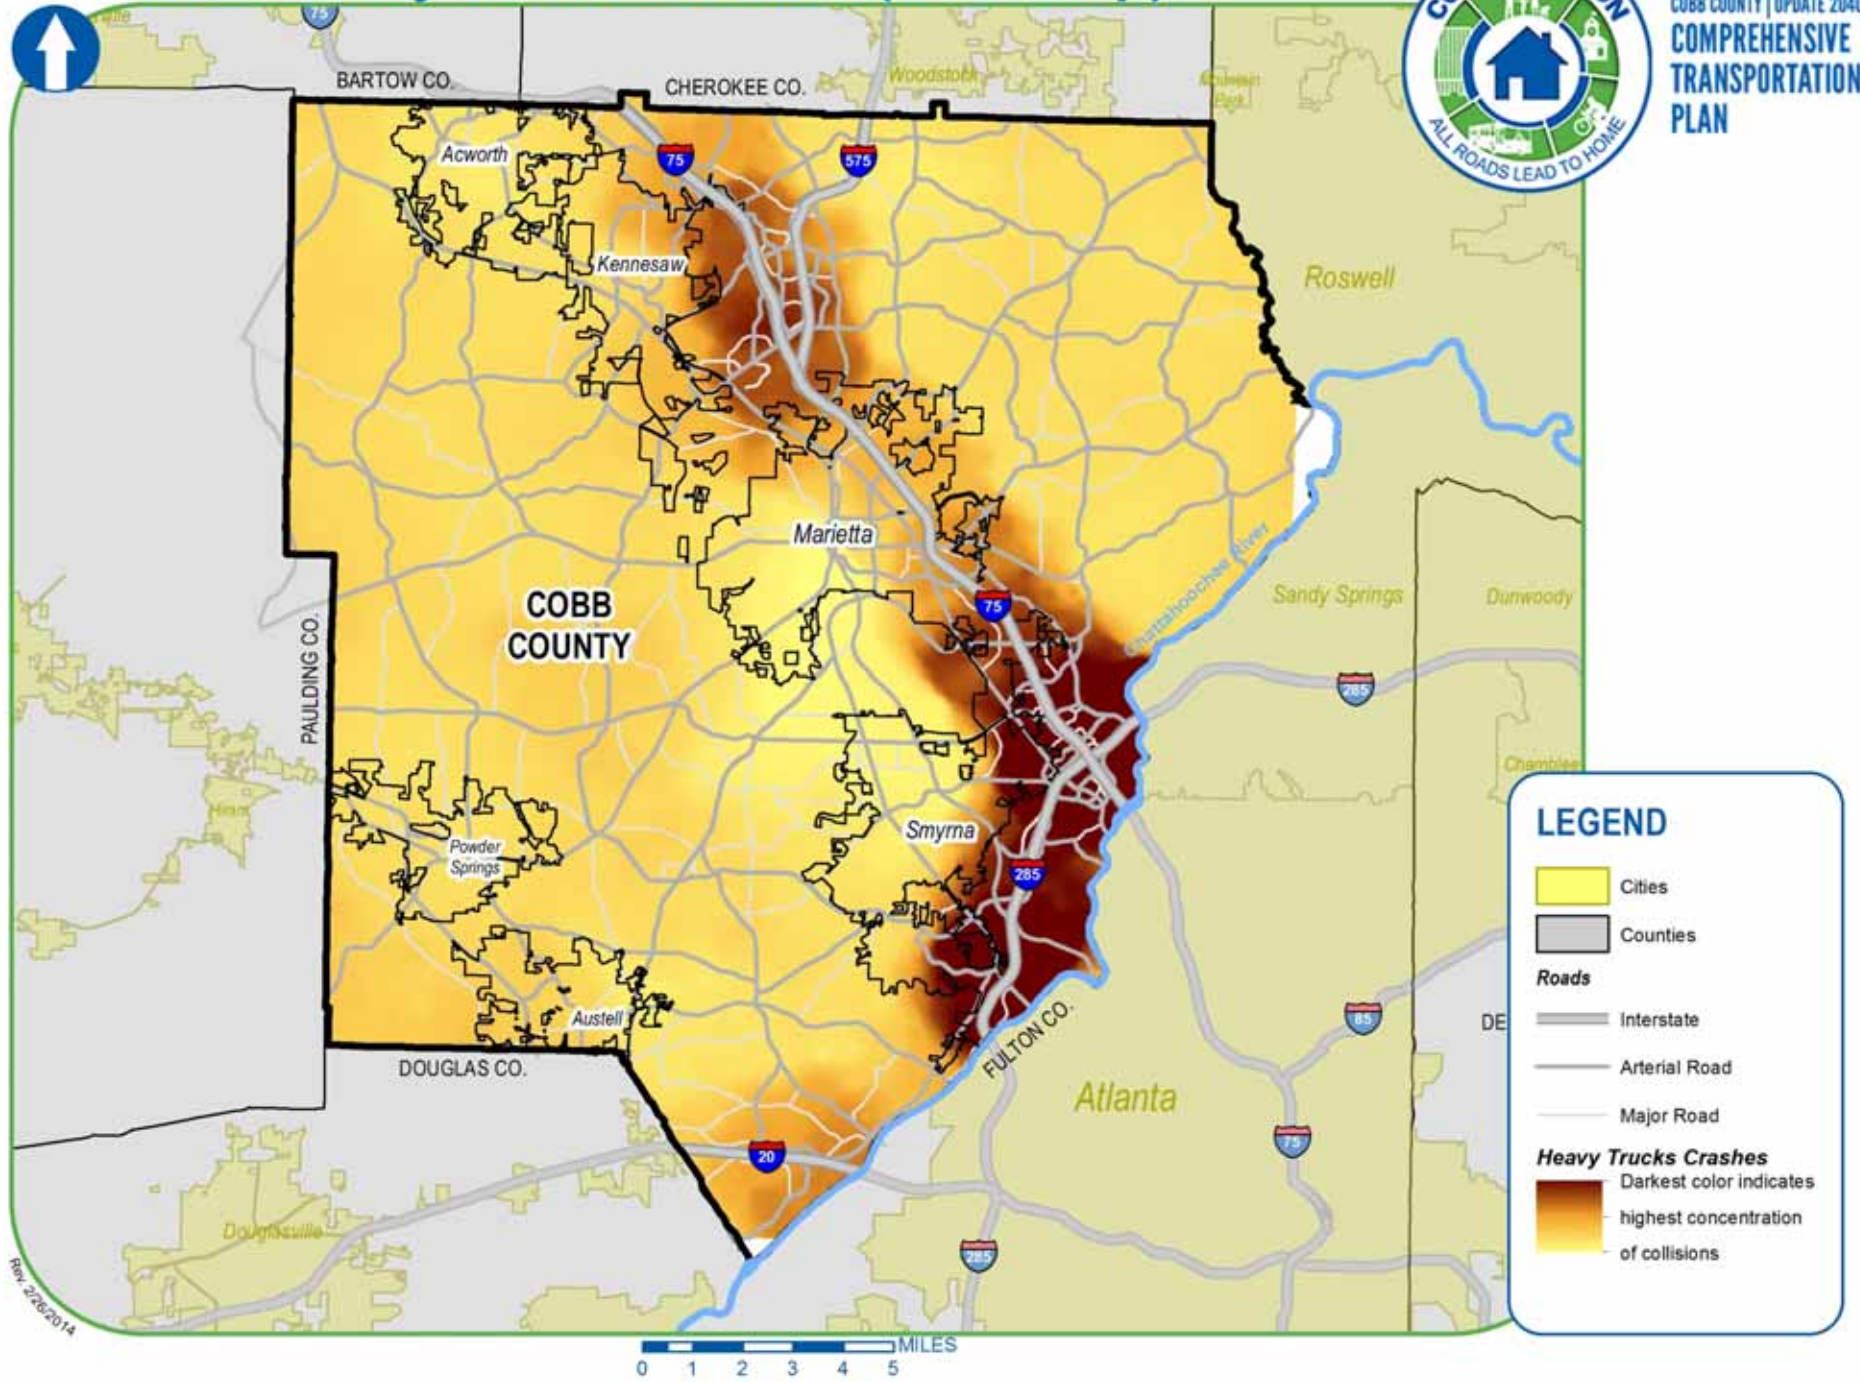 COBB COUNTY | UPDATE 2040
COMPREHENSIVE
TRANSPORTATION
PLAN
ALL ROADS LEAD TO HOME
75
BARTOW CO.
CHEROKEE CO.
Woodstock
Acworth
75
575
Kennesaw
Roswell
Marietta
COBB
COUNTY
75
Chattahoochee River
Sandy Springs
Dunwoody
PAULDING CO.
285
Chamblee
Hiram
Powder
Springs
Smyrna
285
Austell
85
DE
DOUGLAS CO.
FULTON CO.
Atlanta
20
75
Douglasville
285
Rev. 2/26/2014
LEGEND
Cities
Counties
Roads
Interstate
Arterial Road
Major Road
Heavy Trucks Crashes
Darkest color indicates
highest concentration
of collisions
MILES
0 1 2 3 4 5